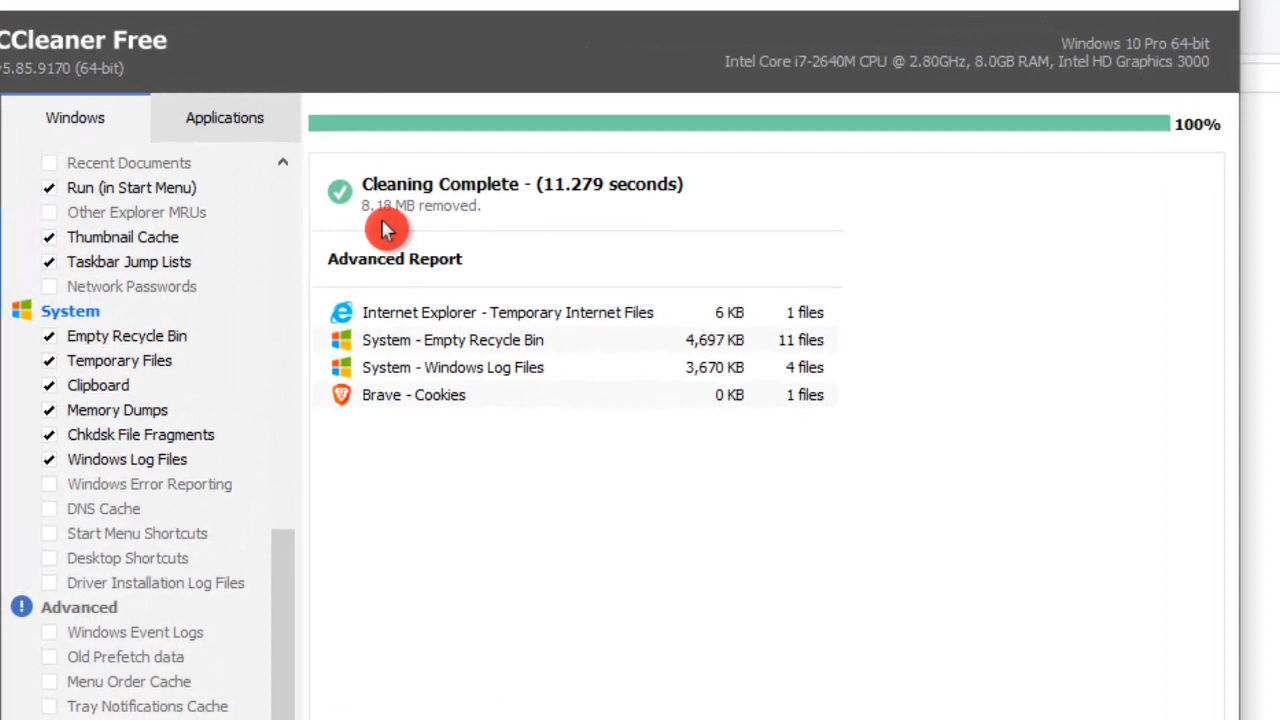 CCleaner Free
v5.85.9170 (64-bit)
Windows 10 Pro 64-bit
Intel Core i7-2640M CPU @ 2.80GHz, 8.0GB RAM, Intel HD Graphics 3000
Windows
Applications
Recent Documents
Run (in Start Menu)
Other Explorer MRUs
Thumbnail Cache
Taskbar Jump Lists
Network Passwords
System
Empty Recycle Bin
Temporary Files
Clipboard
Memory Dumps
Chkdsk File Fragments
Windows Log Files
Windows Error Reporting
DNS Cache
Start Menu Shortcuts
Desktop Shortcuts
Driver Installation Log Files
Advanced
Windows Event Logs
Old Prefetch data
Menu Order Cache
Tray Notifications Cache
100%
Cleaning Complete - (11.279 seconds)
8.18 MB removed.
Advanced Report
Internet Explorer - Temporary Internet Files 6 KB 1 files
System - Empty Recycle Bin 4,697 KB 11 files
System - Windows Log Files 3,670 KB 4 files
Brave - Cookies 0 KB 1 files